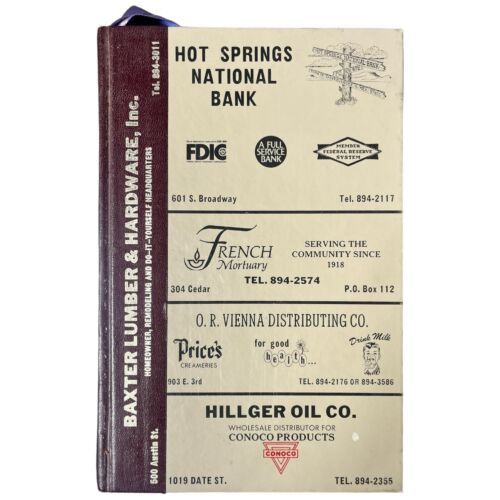 Tel. 894-3011
BAXTER LUMBER & HARDWARE, Inc.
HOMEOWNER, REMODELING AND DO-IT-YOURSELF HEADQUARTERS
500 Austin St.
HOT SPRINGS
NATIONAL
BANK
FDIC
A FULL
SERVICE
BANK
MEMBER
FEDERAL RESERVE
SYSTEM
601 S. Broadway
Tel. 894-2117
FRENCH
Mortuary
SERVING THE
COMMUNITY SINCE
1918
TEL. 894-2574
304 Cedar
P.O. Box 112
O. R. VIENNA DISTRIBUTING CO.
Price's
CREAMERIES
for good
health...
Drink Milk
903 E. 3rd
TEL. 894-2176 OR 894-3586
HILLGER OIL CO.
WHOLESALE DISTRIBUTOR FOR
CONOCO PRODUCTS
CONOCO
1019 DATE ST.
TEL. 894-2355